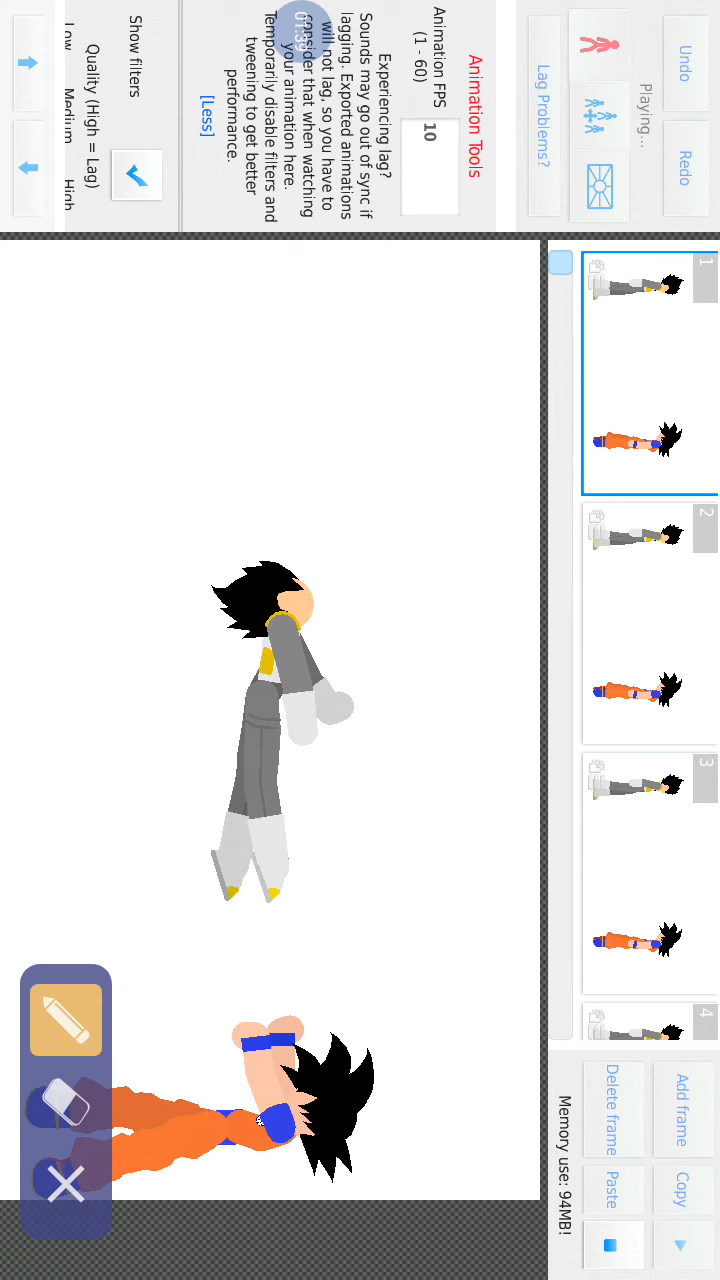 Undo
Redo
Playing...
Lag Problems?
Animation Tools
Animation FPS
(1 - 60)
10
Experiencing lag?
Sounds may go out of sync if
lagging. Exported animations
will not lag, so you have to
consider that when watching
your animation here.
Temporarily disable filters and
tweening to get better
performance.
[Less]
Show filters
Quality (High = Lag)
Low
Medium
High
1
2
3
4
Add frame
Copy
Delete frame
Paste
Memory use: 94MB!